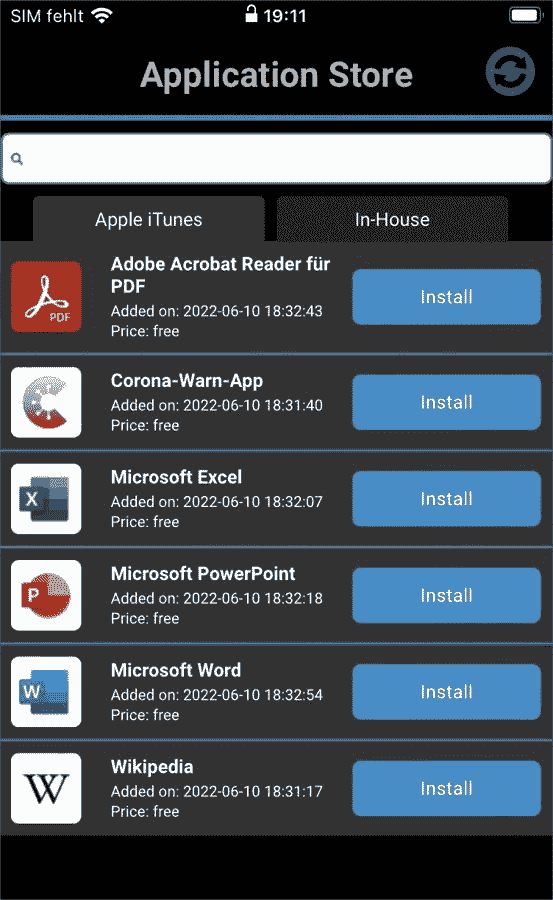 SIM fehlt 19:11
Application Store
Apple iTunes In-House
Adobe Acrobat Reader für
PDF
Added on: 2022-06-10 18:32:43
Price: free
Install
PDF
Corona-Warn-App
Added on: 2022-06-10 18:31:40
Price: free
Install
Microsoft Excel
Added on: 2022-06-10 18:32:07
Price: free
Install
X
Microsoft PowerPoint
Added on: 2022-06-10 18:32:18
Price: free
Install
P
Microsoft Word
Added on: 2022-06-10 18:32:54
Price: free
Install
W
Wikipedia
Added on: 2022-06-10 18:31:17
Price: free
Install
W